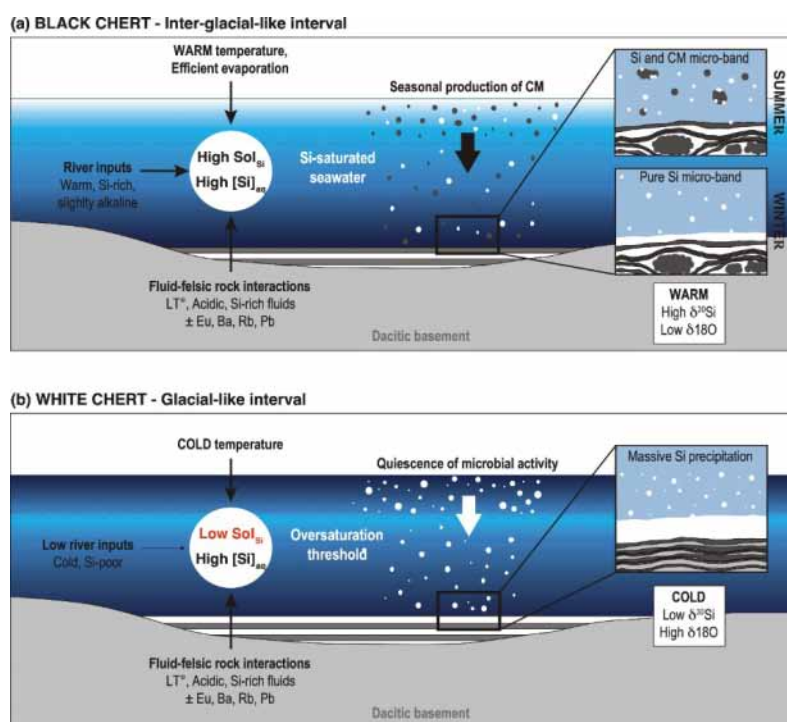 (a) BLACK CHERT - Inter-glacial-like interval
WARM temperature,
Efficient evaporation
Seasonal production of CM
Si and CM micro-band
SUMMER
High Sol Si
High [Si]aq
River inputs
Warm, Si-rich,
slightly alkaline
Si-saturated
seawater
Pure Si micro-band
WINTER
Fluid-felsic rock interactions
LT°, Acidic, Si-rich fluids
± Eu, Ba, Rb, Pb
WARM
High δ³⁰Si
Low δ18O
Dacitic basement
(b) WHITE CHERT - Glacial-like interval
COLD temperature
Quiescence of microbial activity
Massive Si precipitation
Low Sol Si
High [Si]aq
Low river inputs
Cold, Si-poor
Oversaturation
threshold
COLD
Low δ³⁰Si
High δ18O
Fluid-felsic rock interactions
LT°, Acidic, Si-rich fluids
± Eu, Ba, Rb, Pb
Dacitic basement